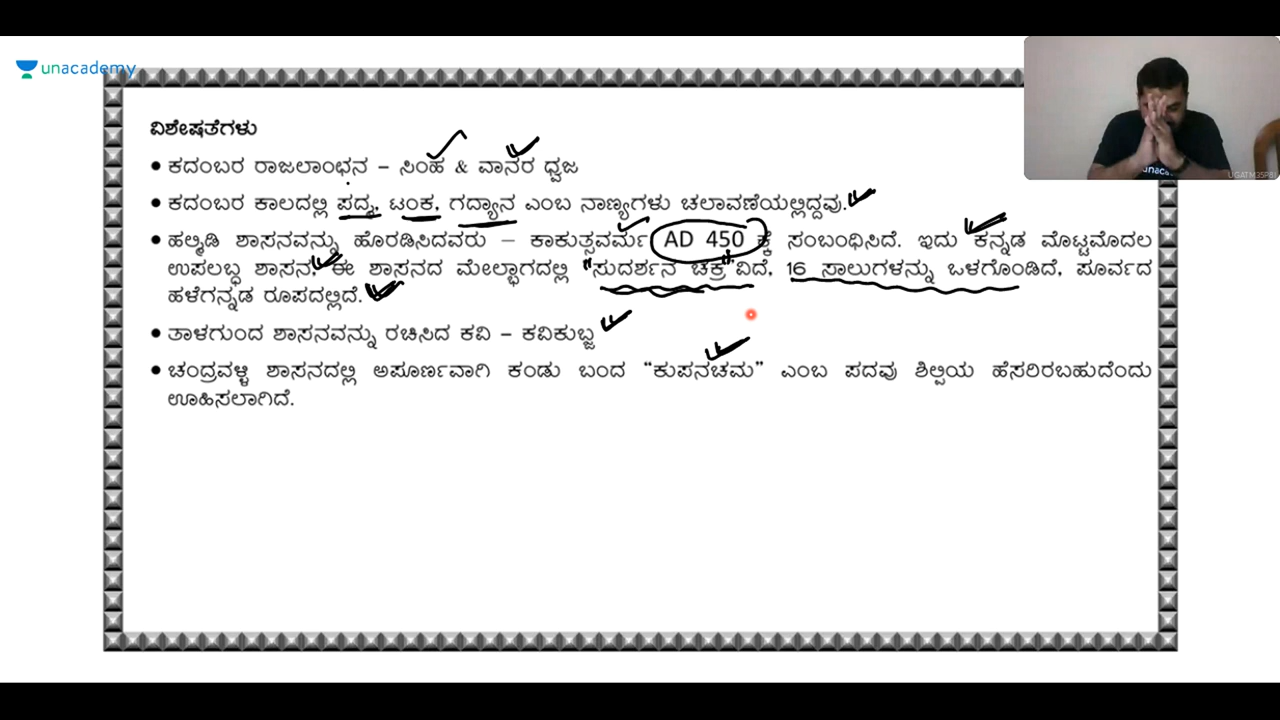 unacademy
ವಿಶೇಷತೆಗಳು
• ಕದಂಬರ ರಾಜಲಾಂಛನ – ಸಿಂಹ & ವಾನರ ಧ್ವಜ
• ಕದಂಬರ ಕಾಲದಲ್ಲಿ ಪದ್ಮ, ಟಂಕ, ಗದ್ಯಾನ ಎಂಬ ನಾಣ್ಯಗಳು ಚಲಾವಣೆಯಲ್ಲಿದ್ದವು.
• ಹಲ್ಮಿಡಿ ಶಾಸನವನ್ನು ಹೊರಡಿಸಿದವರು – ಕಾಕುತ್ಸವರ್ಮ AD 450 ಕ್ಕೆ ಸಂಬಂಧಿಸಿದೆ. ಇದು ಕನ್ನಡ ಮೊಟ್ಟಮೊದಲ
ಉಪಲಬ್ಧ ಶಾಸನ, ಈ ಶಾಸನದ ಮೇಲ್ಭಾಗದಲ್ಲಿ "ಸುದರ್ಶನ ಚಕ್ರ"ವಿದೆ, 16 ಸಾಲುಗಳನ್ನು ಒಳಗೊಂಡಿದೆ, ಪೂರ್ವದ
ಹಳೆಗನ್ನಡ ರೂಪದಲ್ಲಿದೆ.
• ತಾಳಗುಂದ ಶಾಸನವನ್ನು ರಚಿಸಿದ ಕವಿ – ಕವಿಕುಬ್ಜ
• ಚಂದ್ರವಳ್ಳಿ ಶಾಸನದಲ್ಲಿ ಅಪೂರ್ಣವಾಗಿ ಕಂಡು ಬಂದ “ಕುಪನಚಮ” ಎಂಬ ಪದವು ಶಿಲ್ಪಿಯ ಹೆಸರಿರಬಹುದೆಂದು
ಊಹಿಸಲಾಗಿದೆ.